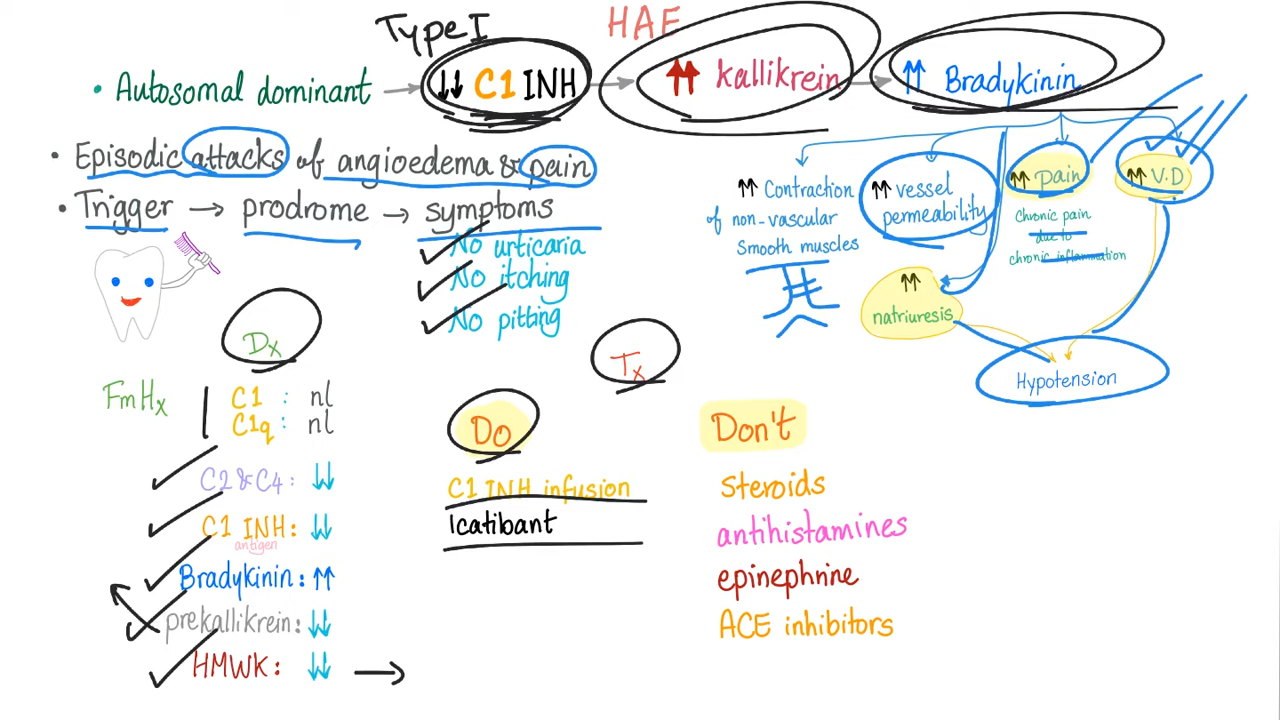 Type I
HAE
• Autosomal dominant → ↓↓ C1 INH → ↑↑ kallikrein → ↑↑ Bradykinin
• Episodic attacks of angioedema & pain
• Trigger → prodrome → symptoms
No urticaria
No itching
No pitting
↑↑ Contraction
of non-vascular
Smooth muscles
↑↑ vessel
permeability
↑↑ pain
Chronic pain
due to
chronic inflammation
↑↑ V.D
↑↑
natriuresis
Hypotension
Dx
FmHx
C1 : nl
C1q : nl
C2 & C4 : ↓↓
C1 INH : ↓↓
antigen
Bradykinin : ↑↑
prekallikrein : ↓↓
HMWK : ↓↓ →
Tx
Do
C1 INH infusion
Icatibant
Don't
steroids
antihistamines
epinephrine
ACE inhibitors